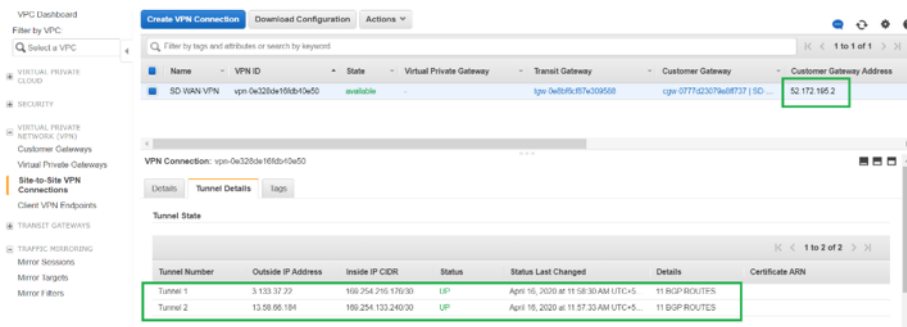 VPC Dashboard
Filter by VPC:
Select a VPC
VIRTUAL PRIVATE
CLOUD
SECURITY
VIRTUAL PRIVATE
NETWORK (VPN)
Customer Gateways
Virtual Private Gateways
Site-to-Site VPN
Connections
Client VPN Endpoints
TRANSIT GATEWAYS
TRAFFIC MIRRORING
Mirror Sessions
Mirror Targets
Mirror Filters
Create VPN Connection Download Configuration Actions
Filter by tags and attributes or search by keyword
1 to 1 of 1
Name VPN ID State Virtual Private Gateway Transit Gateway Customer Gateway Customer Gateway Address
SD WAN VPN vpn-0e328de16fdb40e50 available - tgw-0e8bf6cf87e309568 cgw-0777d23079a8ff737 | SD-... 52.172.195.2
VPN Connection: vpn-0e328de16fdb40e50
Details Tunnel Details Tags
Tunnel State
1 to 2 of 2
Tunnel Number Outside IP Address Inside IP CIDR Status Status Last Changed Details Certificate ARN
Tunnel 1 3.133.37.22 169.254.216.176/30 UP April 16, 2020 at 11:58:30 AM UTC+5... 11 BGP ROUTES
Tunnel 2 13.58.66.184 169.254.133.240/30 UP April 16, 2020 at 11:57:33 AM UTC+5... 11 BGP ROUTES